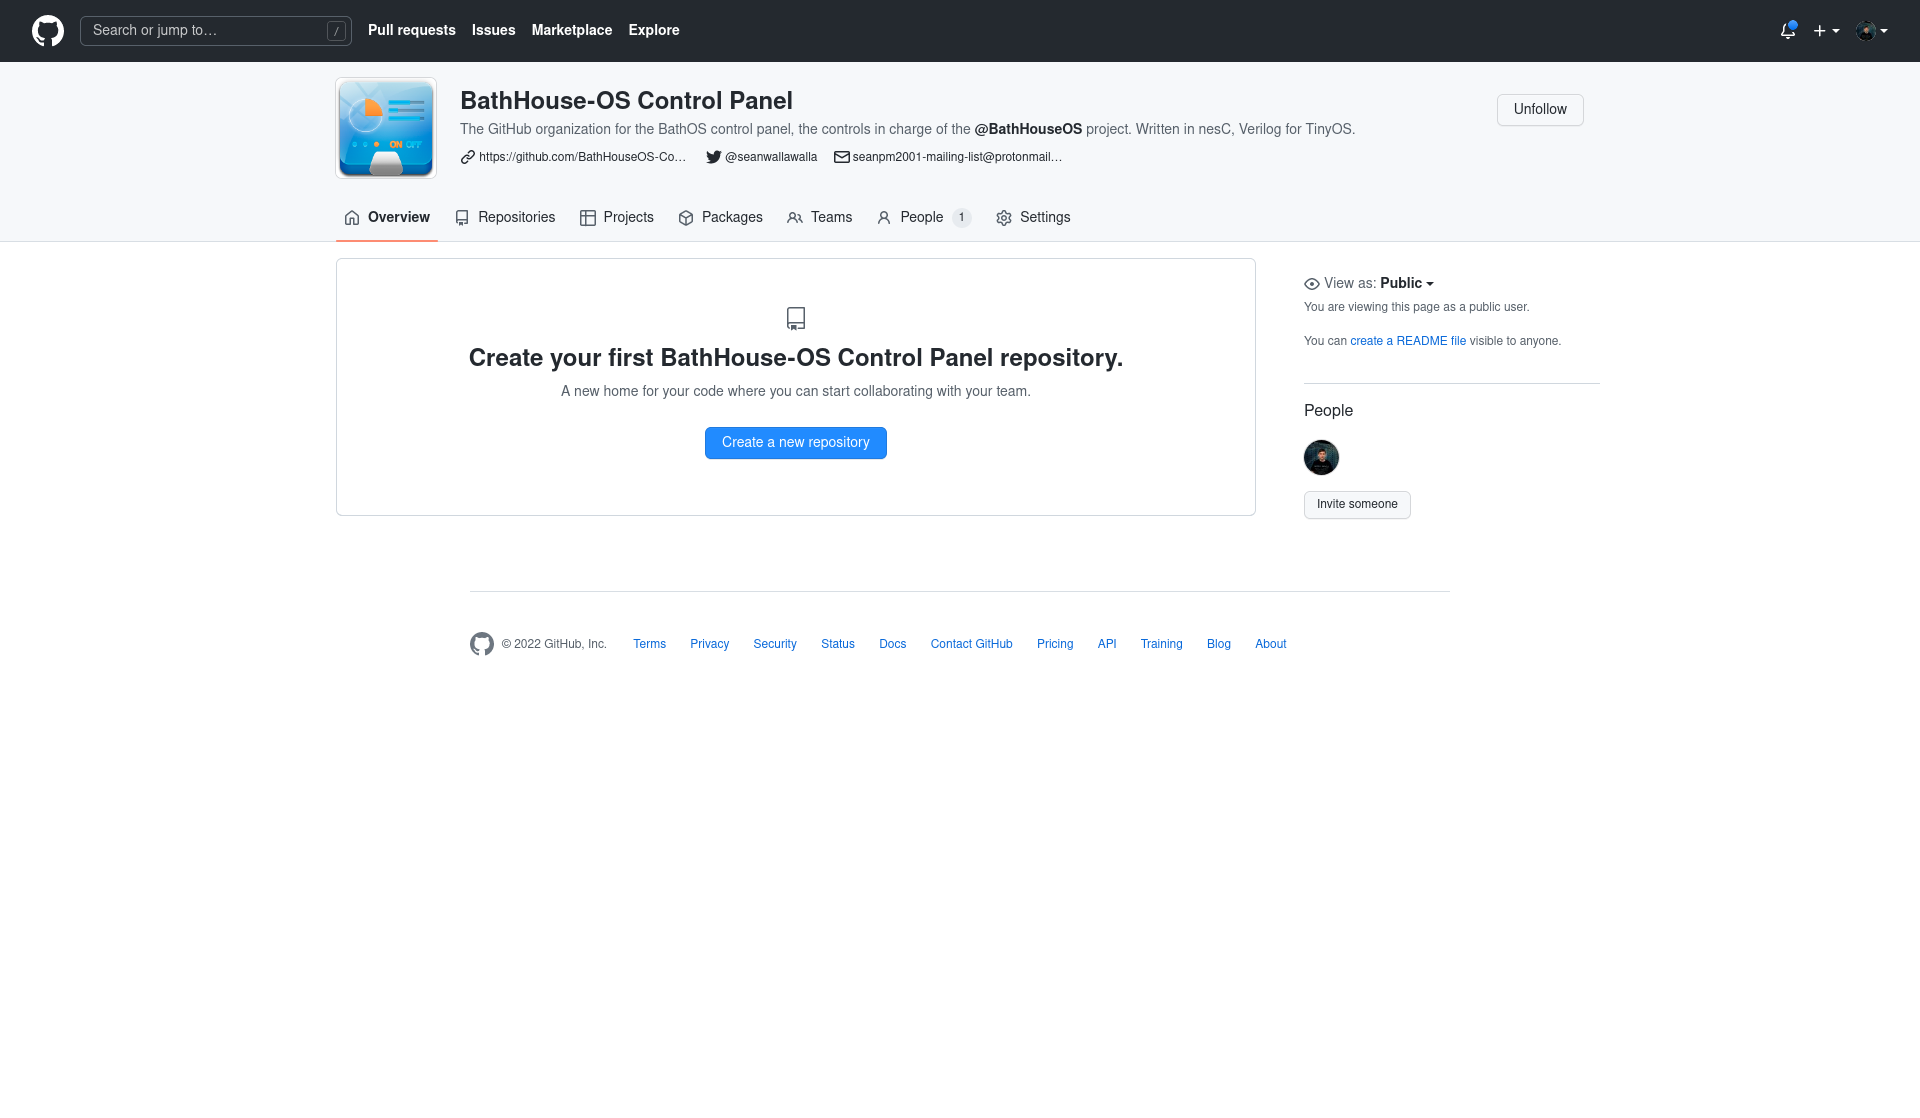 Search or jump to… /
Pull requests Issues Marketplace Explore
BathHouse-OS Control Panel
Unfollow
The GitHub organization for the BathOS control panel, the controls in charge of the @BathHouseOS project. Written in nesC, Verilog for TinyOS.
https://github.com/BathHouseOS-Co… @seanwallawalla seanpm2001-mailing-list@protonmail…
ON OFF
Overview Repositories Projects Packages Teams People 1 Settings
Create your first BathHouse-OS Control Panel repository.
A new home for your code where you can start collaborating with your team.
Create a new repository
View as: Public
You are viewing this page as a public user.
You can create a README file visible to anyone.
People
Invite someone
© 2022 GitHub, Inc. Terms Privacy Security Status Docs Contact GitHub Pricing API Training Blog About